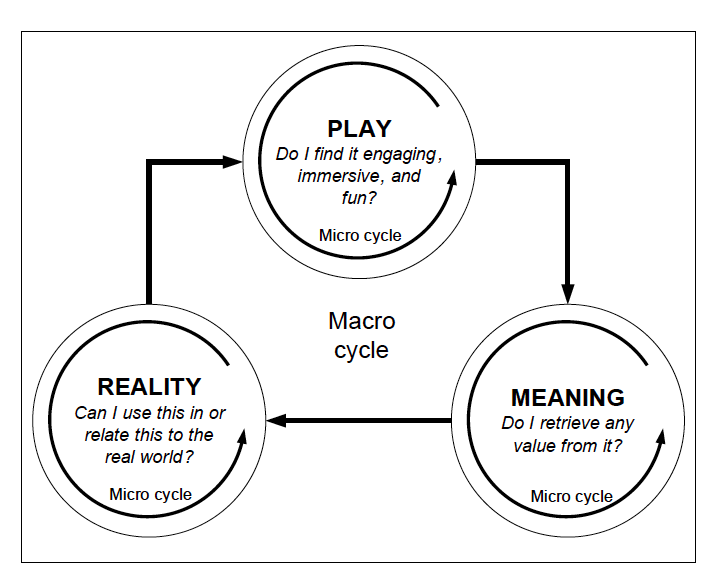 PLAY
Do I find it engaging,
immersive, and
fun?
Micro cycle
Macro
cycle
REALITY
Can I use this in or
relate this to the
real world?
Micro cycle
MEANING
Do I retrieve any
value from it?
Micro cycle